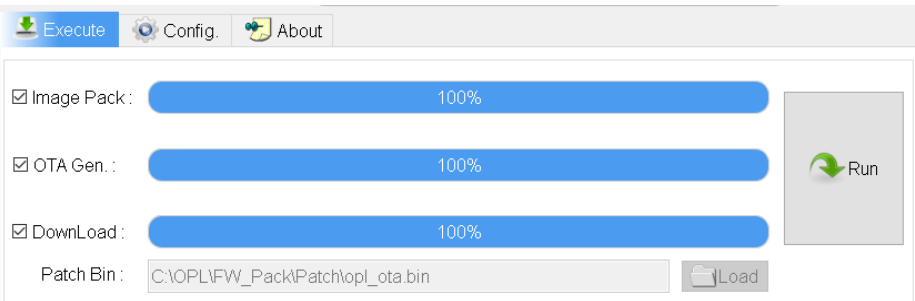 Execute Config. About
Image Pack : 100%
OTA Gen. : 100%
Run
DownLoad : 100%
Patch Bin : C:\OPL\FW_Pack\Patch\opl_ota.bin Load